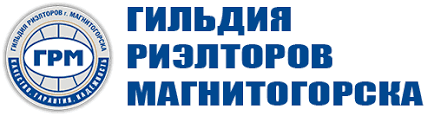 ГИЛЬДИЯ РИЭЛТОРОВ г. МАГНИТОГОРСКА
ГРМ
КАЧЕСТВО, ГАРАНТИЯ, НАДЕЖНОСТЬ
ГИЛЬДИЯ
РИЭЛТОРОВ
МАГНИТОГОРСКА